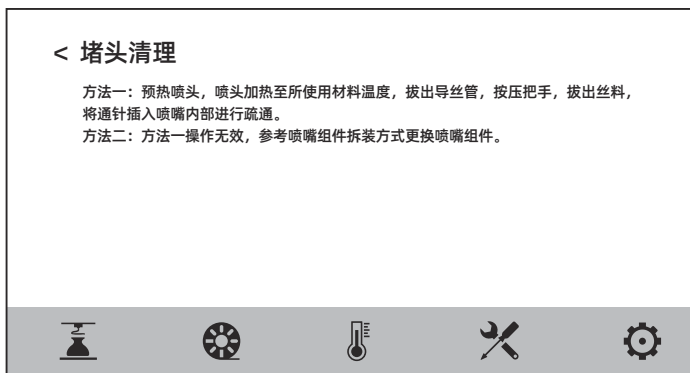 < 堵头清理
方法一：预热喷头，喷头加热至所使用材料温度，拔出导丝管，按压把手，拔出丝料，
将通针插入喷嘴内部进行疏通。
方法二：方法一操作无效，参考喷嘴组件拆装方式更换喷嘴组件。